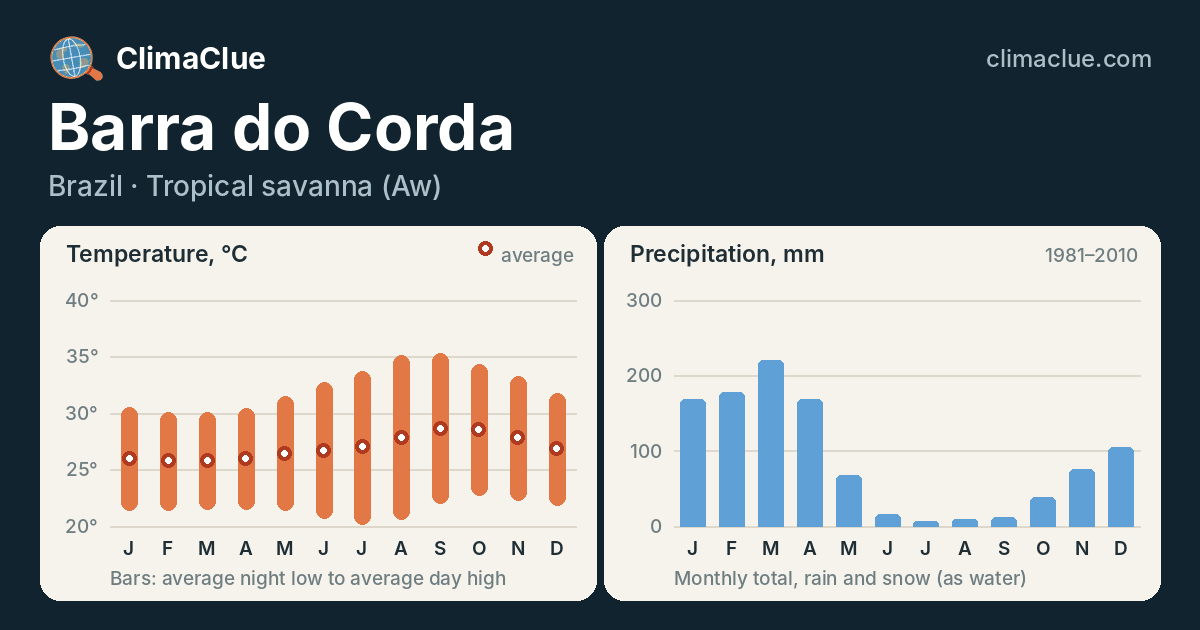 ClimaClue
climaclue.com
Barra do Corda
Brazil · Tropical savanna (Aw)
Temperature, °C
average
40°
35°
30°
25°
20°
J F M A M J J A S O N D
Bars: average night low to average day high
Precipitation, mm
1981–2010
300
200
100
0
J F M A M J J A S O N D
Monthly total, rain and snow (as water)